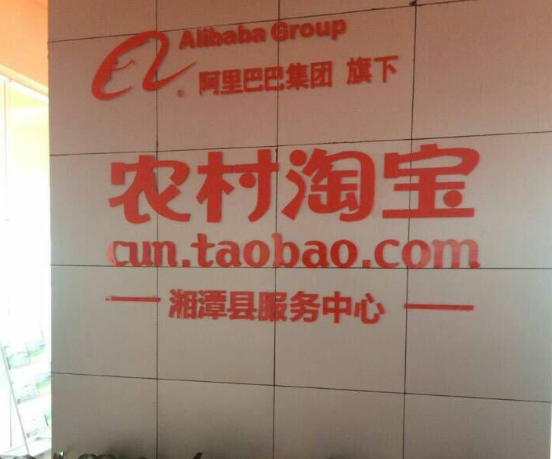 Alibaba Group
阿里巴巴集团 旗下
农村淘宝
cun.taobao.com
湘潭县服务中心